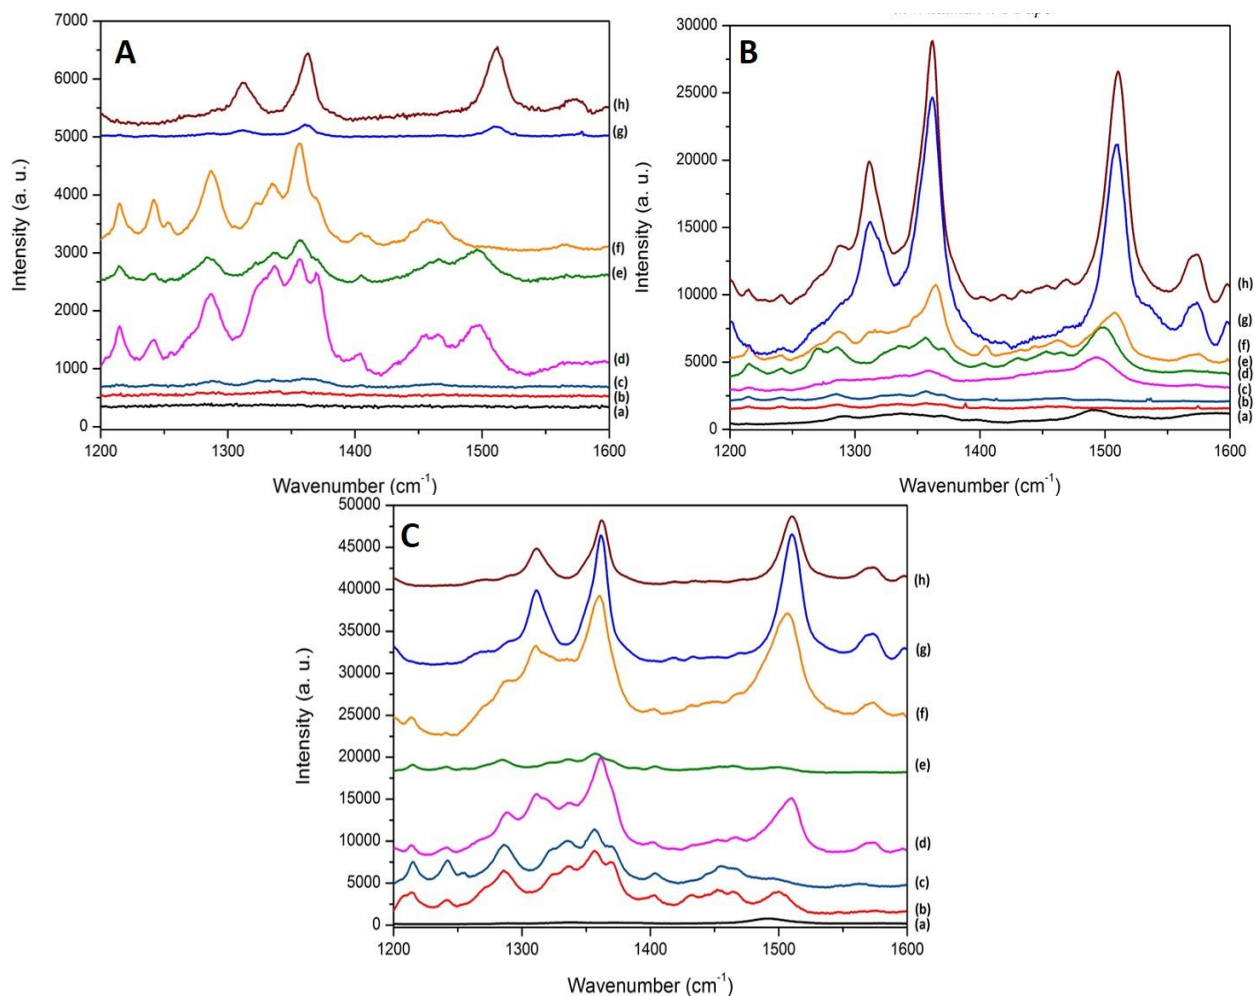 A
Intensity (a. u.)
7000
6000
5000
4000
3000
2000
1000
0
(h)
(g)
(f)
(e)
(d)
(c)
(b)
(a)
1200 1300 1400 1500 1600
Wavenumber (cm-1)
B
Intensity (a. u.)
30000
25000
20000
15000
10000
5000
0
(h)
(g)
(f)
(e)
(d)
(c)
(b)
(a)
1200 1300 1400 1500 1600
Wavenumber (cm-1)
C
Intensity (a. u.)
50000
45000
40000
35000
30000
25000
20000
15000
10000
5000
0
(h)
(g)
(f)
(e)
(d)
(c)
(b)
(a)
1200 1300 1400 1500 1600
Wavenumber (cm-1)